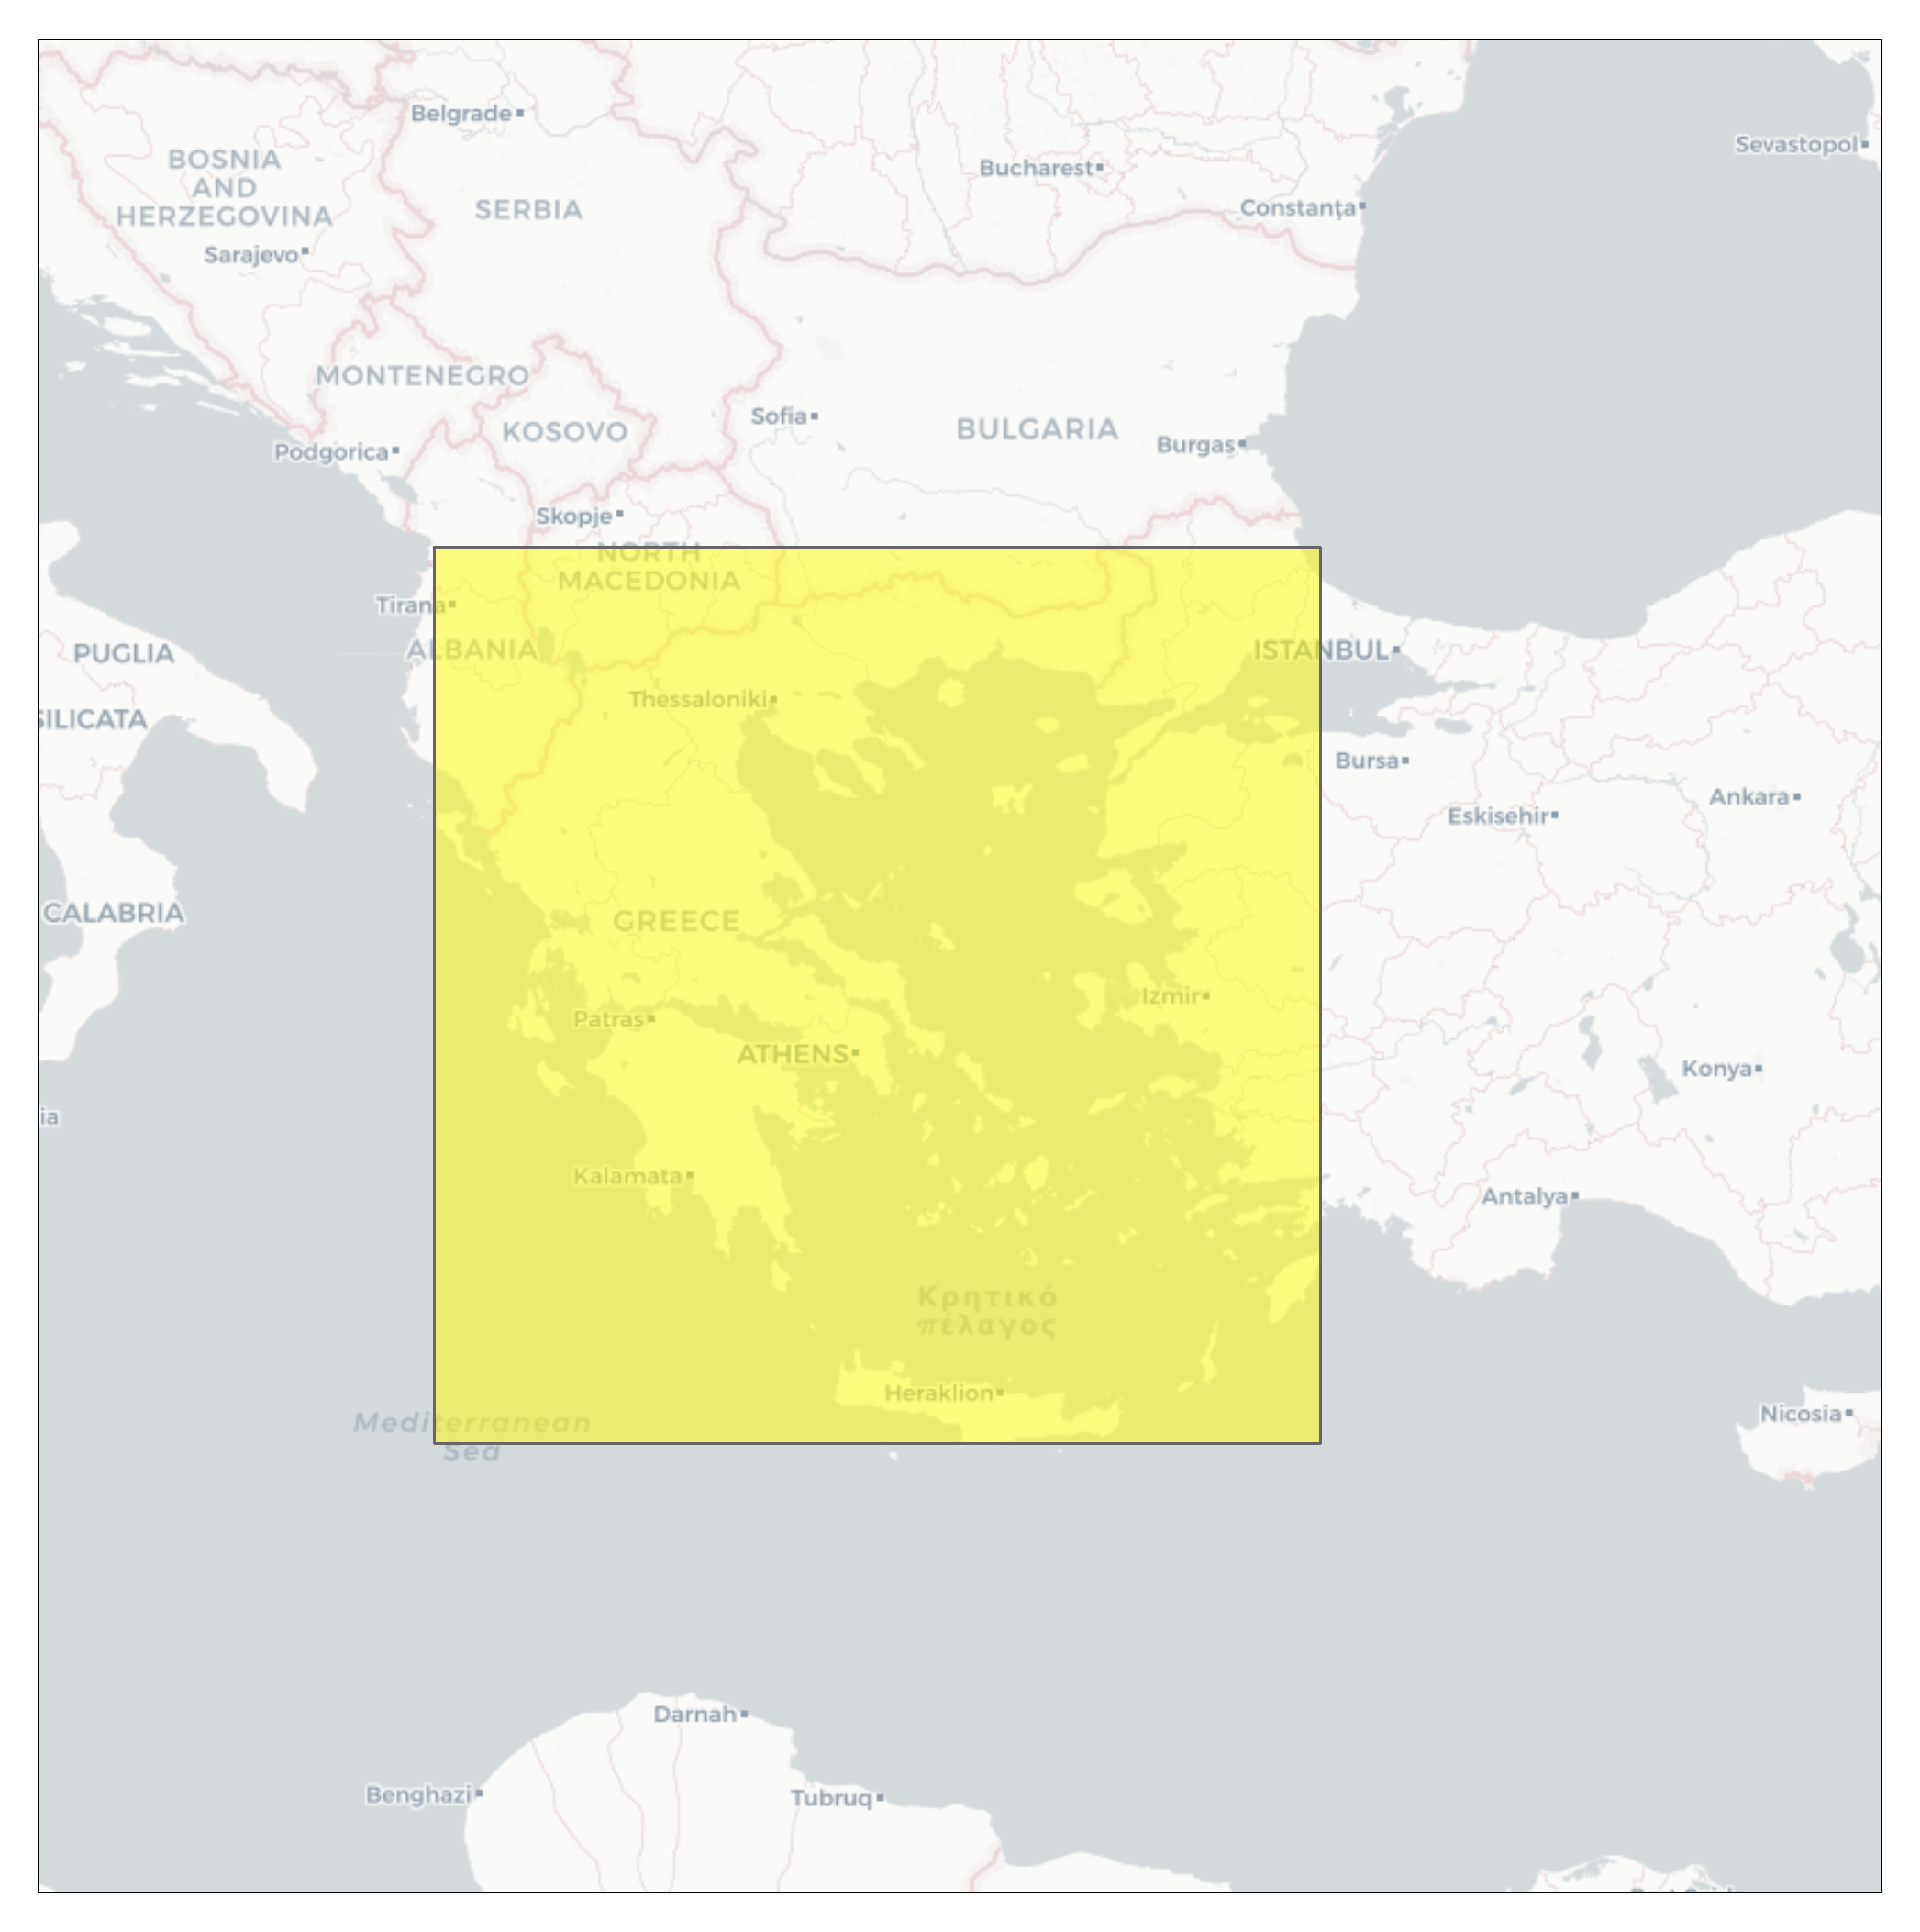 Belgrade
Sevastopol
BOSNIA
AND
HERZEGOVINA
Bucharest
SERBIA
Constanța
Sarajevo
MONTENEGRO
Sofia
BULGARIA
KOSOVO
Burgas
Podgorica
Skopje
NORTH
MACEDONIA
Tirana
ALBANIA
ISTANBUL
PUGLIA
Thessaloniki
SILICATA
Bursa
Ankara
Eskisehir
CALABRIA
GREECE
Izmir
Patras
ATHENS
Konya
ia
Kalamata
Antalya
Κρητικό
πέλαγος
Heraklion
Mediterranean
Sea
Nicosia
Darnah
Benghazi
Tubruq